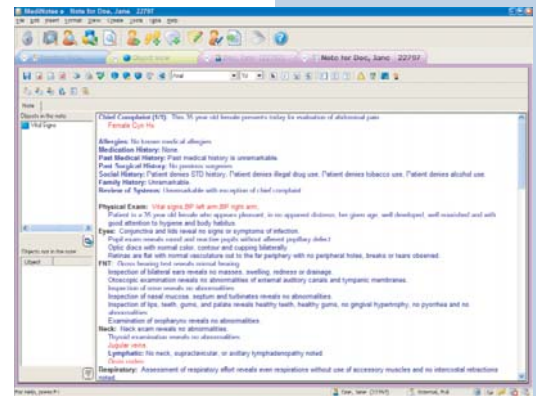 MediNotes e Note for Doe, Jane 22797
File Edit Insert Format View Create Tools Help
Note for Doe, Jane 22797
Arial
Note
Objects in the note
Vital Signs
Objects not in the note
Object
Chief Complaint (1/1): This 35 year old female presents today for evaluation of abdominal pain
Female Gyn Hx
Allergies: No known medical allergies
Medication History: None
Past Medical History: Past medical history is unremarkable
Past Surgical History: No previous surgeries
Social History: Patient denies STD history. Patient denies illegal drug use. Patient denies tobacco use. Patient denies alcohol use.
Family History: Unremarkable
Review of Systems: Unremarkable with exception of chief complaint
Physical Exam: Vital signs BP left arm BP right arm
Patient is a 35 year old female who appears pleasant, in no apparent distress, her given age, well developed, well nourished and with
good attention to hygiene and body habitus
Eyes: Conjunctiva and lids reveal no signs or symptoms of infection.
Pupil exam reveals round and reactive pupils without afferent pupillary defect
Optic discs with normal color, contour and cupping bilaterally
Retinas are flat with normal vasculature out to the far periphery with no peripheral holes, breaks or tears observed.
ENT: Gross hearing test reveals normal hearing
Inspection of bilateral ears reveals no masses, swelling, redness or drainage.
Otoscopic examination reveals no abnormalities of external auditory canals and tympanic membranes.
Inspection of nose reveals no abnormalities.
Inspection of nasal mucosa, septum and turbinates reveals no abnormalities.
Inspection of lips, teeth, gums, and palate reveals healthy teeth, healthy gums, no gingival hypertrophy, no pyorrhea and no
abnormalities
Examination of oropharynx reveals no abnormalities
Neck: Neck exam reveals no abnormalities.
Thyroid examination reveals no abnormalities.
Jugular veins
Lymphatic: No neck, supraclavicular, or axillary lymphadenopathy noted
Respiratory: Assessment of respiratory effort reveals even respirations without use of accessory muscles and no intercostal retractions
noted
For Help, press F1
Doe, Jane (22797)